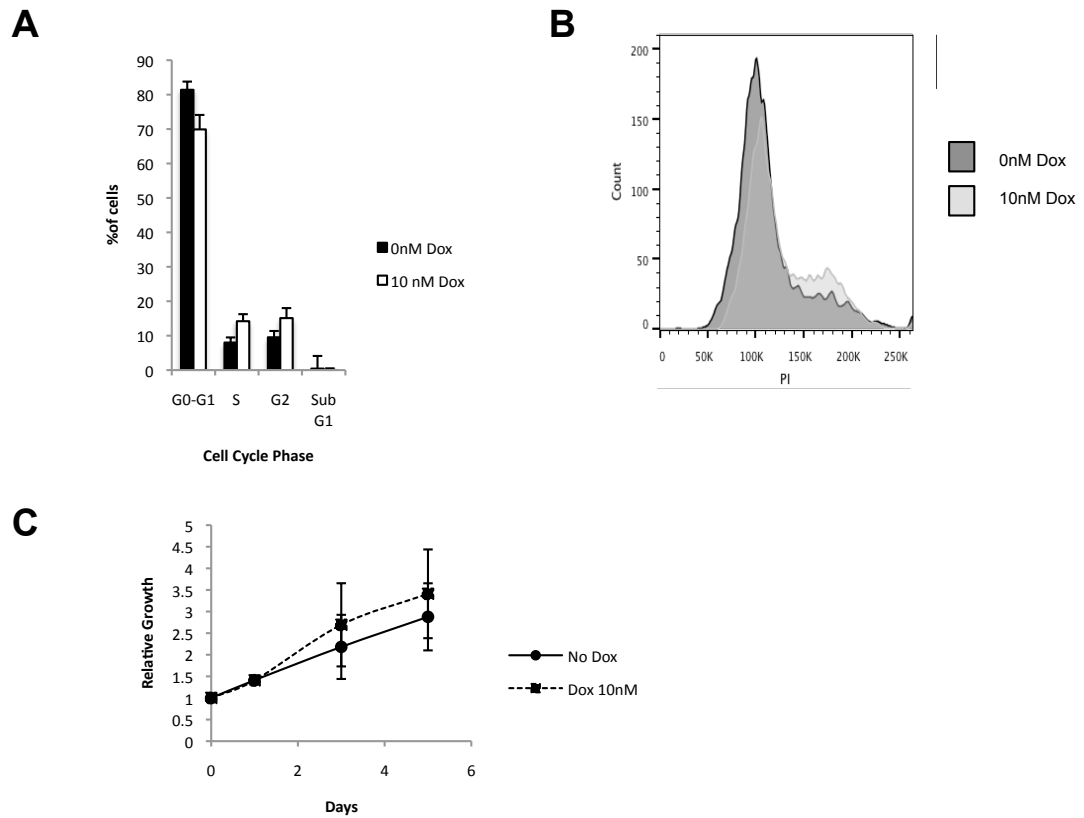 A
90
80
70
60
50
40
30
20
10
0
%of cells
G0-G1 S G2 Sub
G1
Cell Cycle Phase
0nM Dox
10 nM Dox
B
200
150
100
50
0
Count
0 50K 100K 150K 200K 250K
PI
0nM Dox
10nM Dox
C
5
4.5
4
3.5
3
2.5
2
1.5
1
0.5
0
Relative Growth
0 2 4 6
Days
No Dox
Dox 10nM